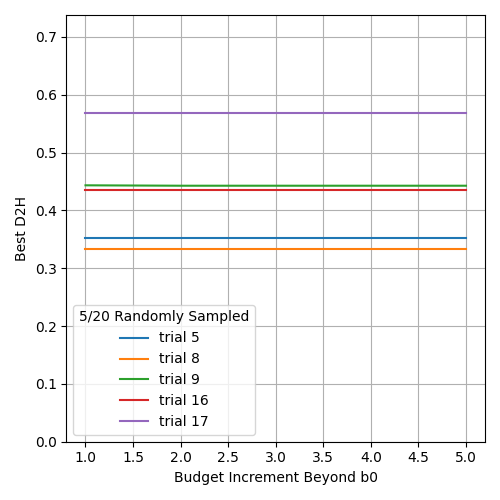 0.7
0.6
0.5
0.4
0.3
0.2
0.1
0.0
Best D2H
5/20 Randomly Sampled
trial 5
trial 8
trial 9
trial 16
trial 17
1.0 1.5 2.0 2.5 3.0 3.5 4.0 4.5 5.0
Budget Increment Beyond b0